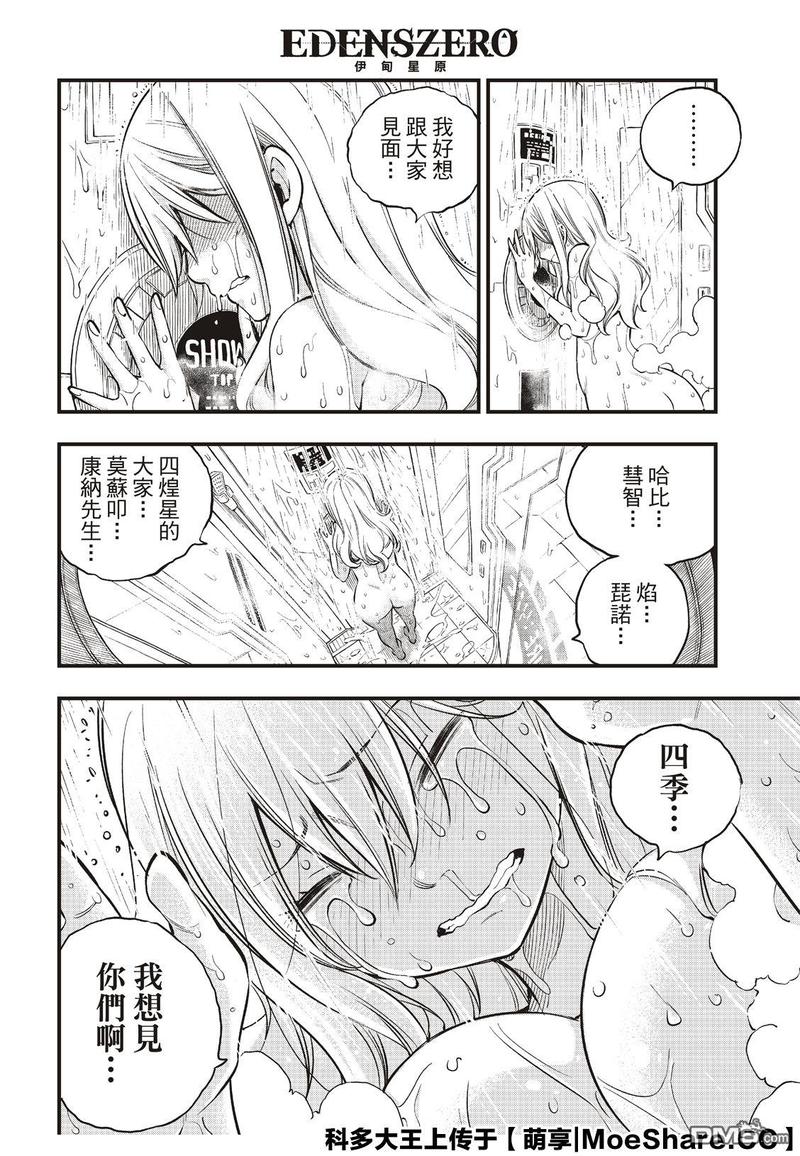 EDENSZERO
伊甸星原
………
我好想
跟大家
見面…
SHOW
TOP
哈比…
彗智…
焰…
琵諾…
四煌星的
大家…
莫蘇叩…
康納先生…
四季…
我想見
你們啊…
科多大王上传于【萌享|MoeShare.CC】